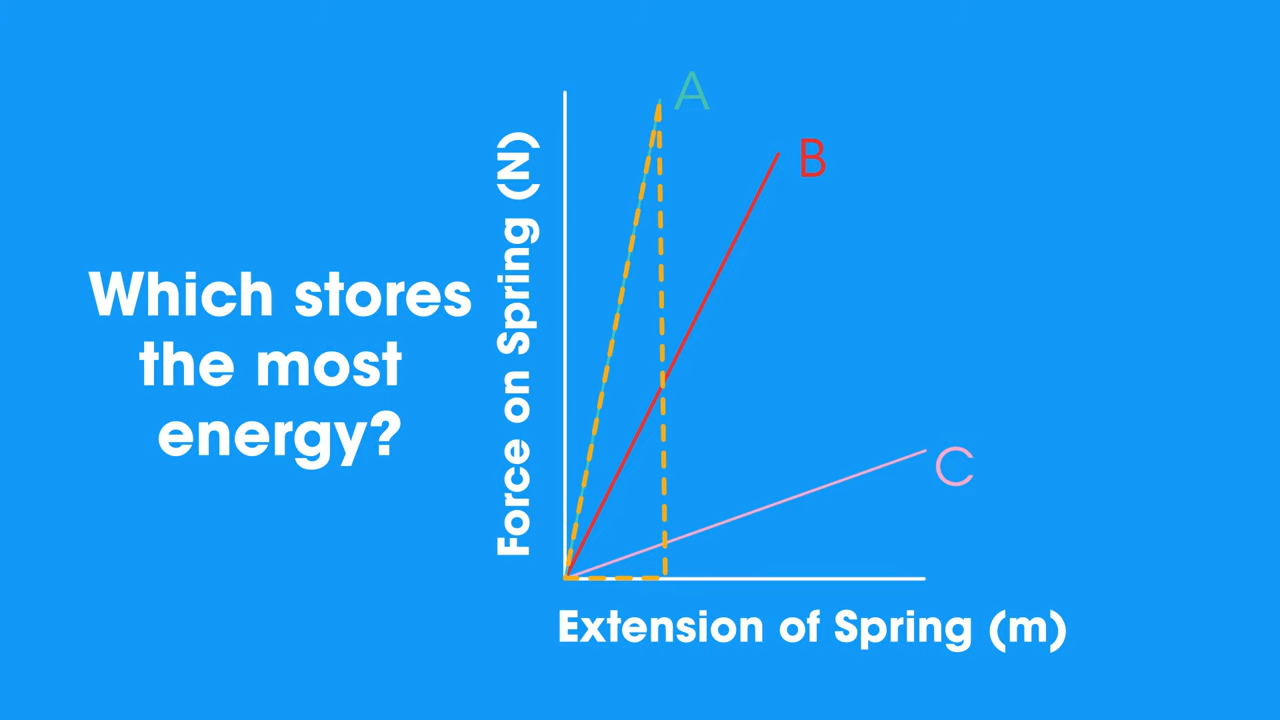 Which stores
the most
energy?
Force on Spring (N)
A
B
C
Extension of Spring (m)